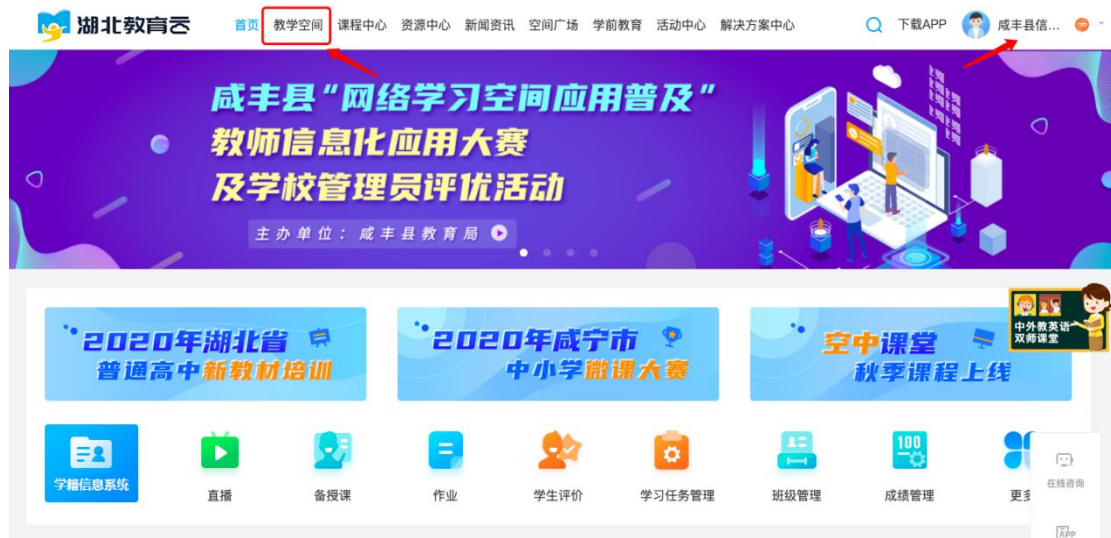 湖北教育云
首页 教学空间 课程中心 资源中心 新闻资讯 空间广场 学前教育 活动中心 解决方案中心 下载APP 咸丰县信...
咸丰县“网络学习空间应用普及”
教师信息化应用大赛
及学校管理员评优活动
主办单位：咸丰县教育局
中外教英语
双师课堂
2020年湖北省
普通高中新教材培训
2020年咸宁市
中小学微课大赛
空中课堂
秋季课程上线
100
学籍信息系统 直播 备授课 作业 学生评价 学习任务管理 班级管理 成绩管理 更多
在线咨询
APP